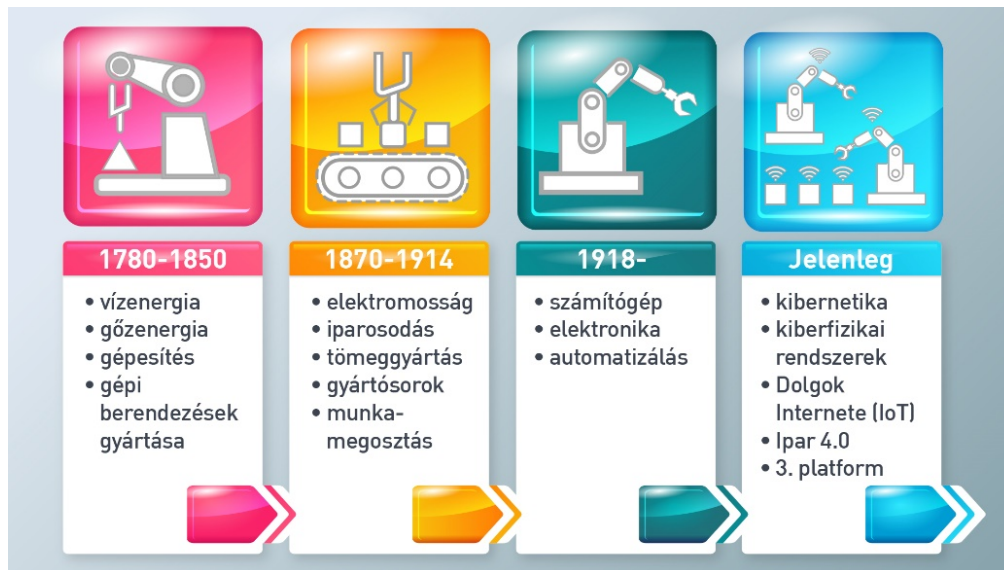 1780-1850
• vízenergia
• gőzenergia
• gépesítés
• gépi
berendezések
gyártása
1870-1914
• elektromosság
• iparosodás
• tömeggyártás
• gyártósorok
• munka-
megosztás
1918-
• számítógép
• elektronika
• automatizálás
Jelenleg
• kibernetika
• kiberfizikai
rendszerek
• Dolgok
Internete (IoT)
• Ipar 4.0
• 3. platform